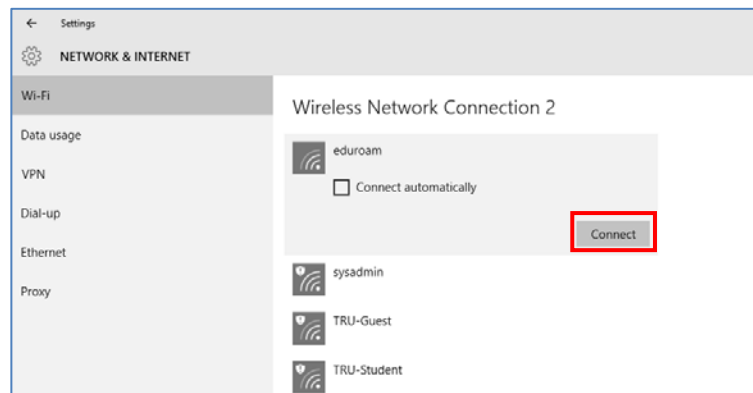 Settings
NETWORK & INTERNET
Wi-Fi
Data usage
VPN
Dial-up
Ethernet
Proxy
Wireless Network Connection 2
eduroam
Connect automatically
Connect
sysadmin
TRU-Guest
TRU-Student